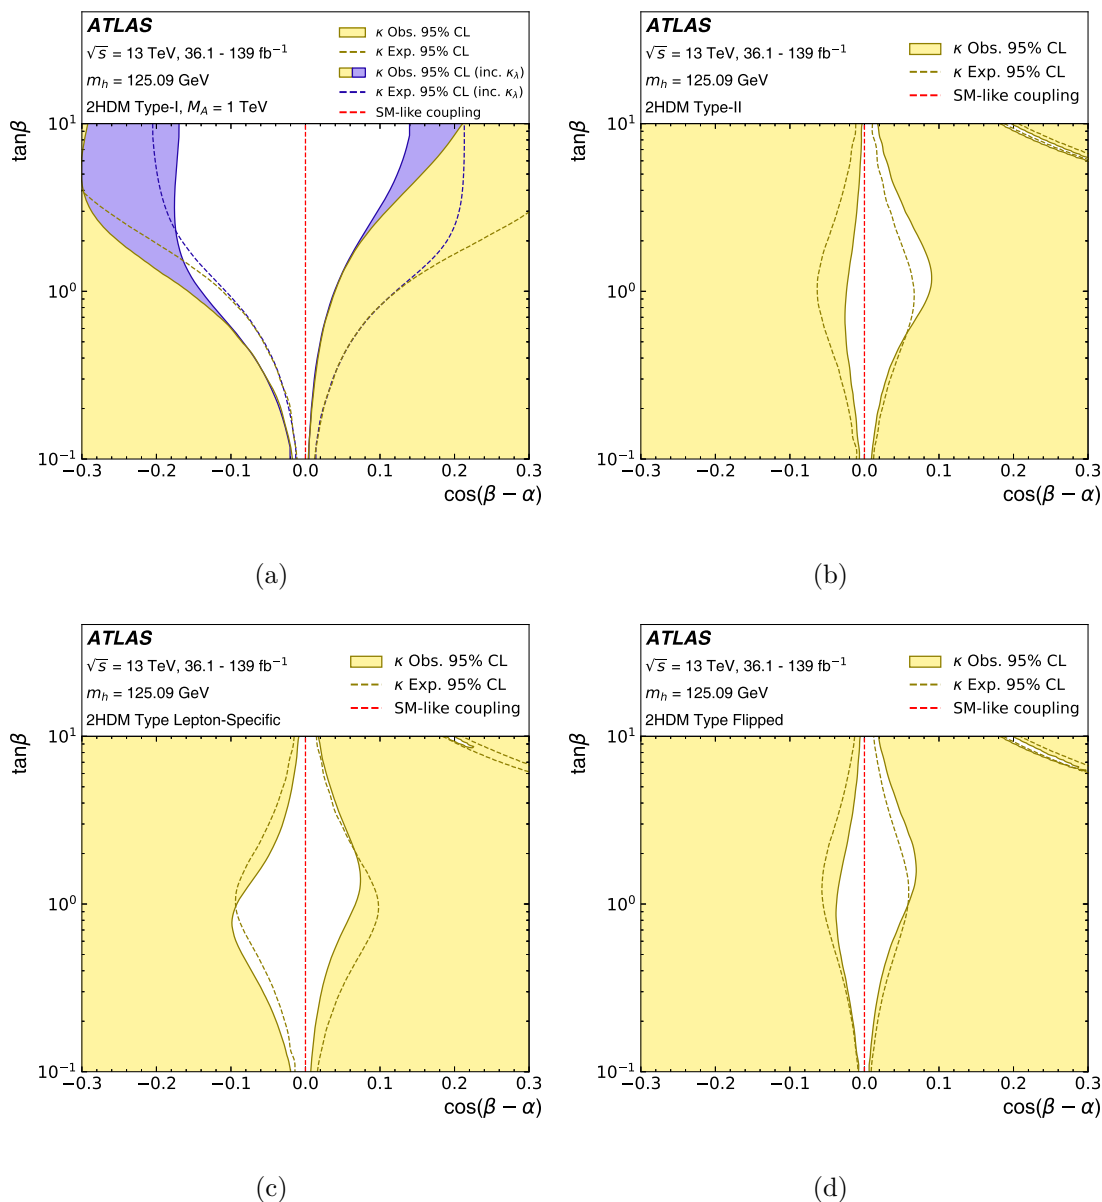 ATLAS
√s = 13 TeV, 36.1 - 139 fb⁻¹
m_h = 125.09 GeV
2HDM Type-I, M_A = 1 TeV
κ Obs. 95% CL
κ Exp. 95% CL
κ Obs. 95% CL (inc. κ_λ)
κ Exp. 95% CL (inc. κ_λ)
SM-like coupling
tanβ
10¹
10⁰
10⁻¹
−0.3 −0.2 −0.1 0.0 0.1 0.2 0.3
cos(β − α)
(a)
ATLAS
√s = 13 TeV, 36.1 - 139 fb⁻¹
m_h = 125.09 GeV
2HDM Type-II
κ Obs. 95% CL
κ Exp. 95% CL
SM-like coupling
tanβ
10¹
10⁰
10⁻¹
−0.3 −0.2 −0.1 0.0 0.1 0.2 0.3
cos(β − α)
(b)
ATLAS
√s = 13 TeV, 36.1 - 139 fb⁻¹
m_h = 125.09 GeV
2HDM Type Lepton-Specific
κ Obs. 95% CL
κ Exp. 95% CL
SM-like coupling
tanβ
10¹
10⁰
10⁻¹
−0.3 −0.2 −0.1 0.0 0.1 0.2 0.3
cos(β − α)
(c)
ATLAS
√s = 13 TeV, 36.1 - 139 fb⁻¹
m_h = 125.09 GeV
2HDM Type Flipped
κ Obs. 95% CL
κ Exp. 95% CL
SM-like coupling
tanβ
10¹
10⁰
10⁻¹
−0.3 −0.2 −0.1 0.0 0.1 0.2 0.3
cos(β − α)
(d)